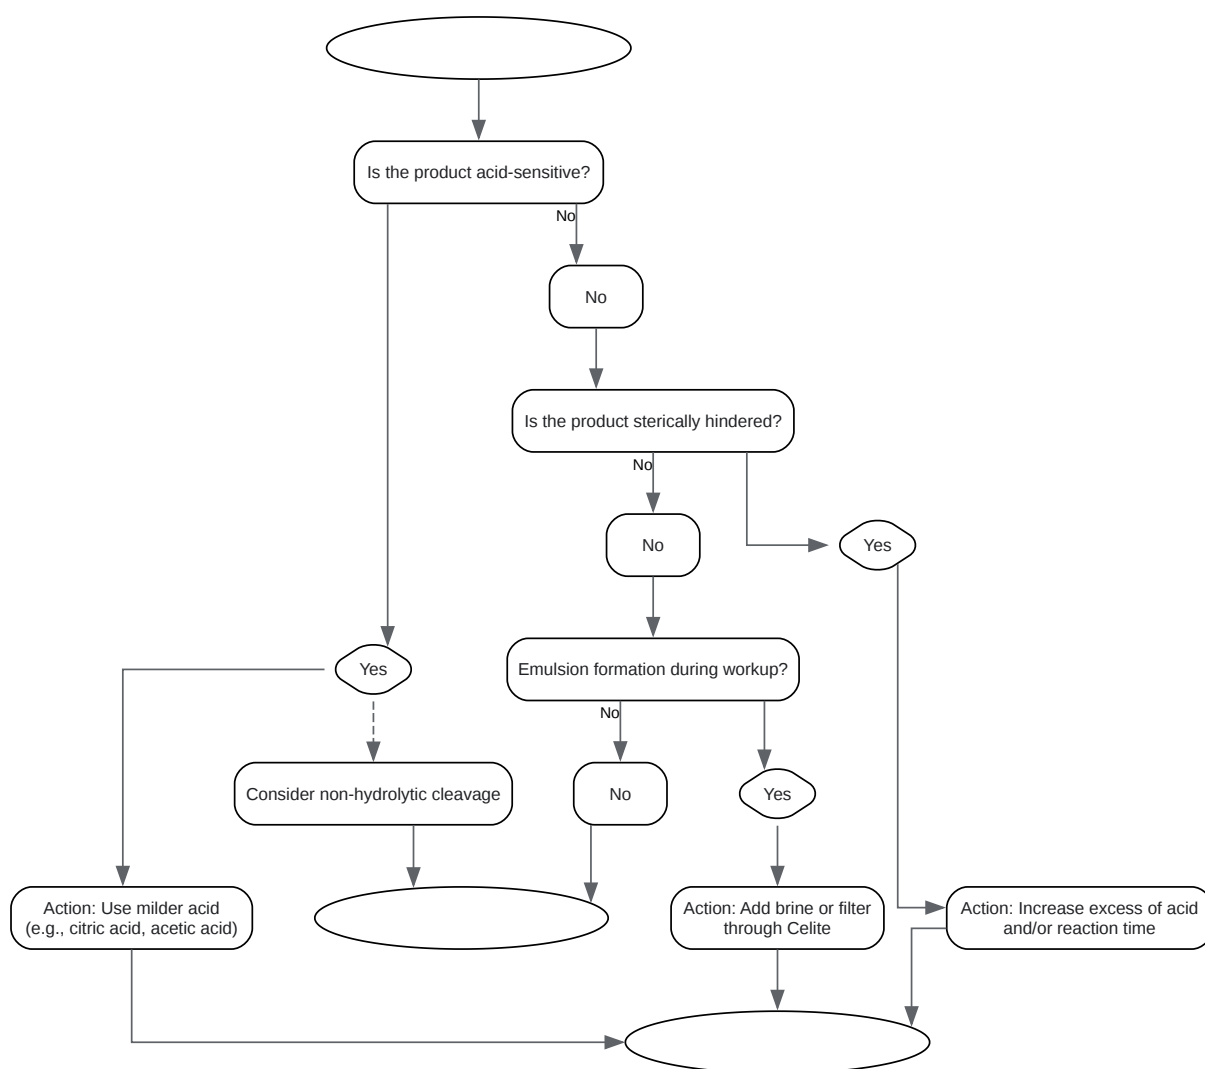 Is the product acid-sensitive?
No
No
Is the product sterically hindered?
No
No
Yes
Yes
Emulsion formation during workup?
No
Consider non-hydrolytic cleavage
No
Yes
Action: Use milder acid
(e.g., citric acid, acetic acid)
Action: Add brine or filter
through Celite
Action: Increase excess of acid
and/or reaction time